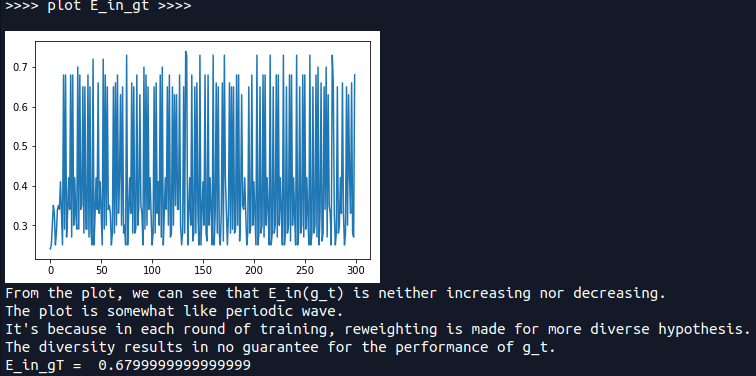 >>>> plot E_in_gt >>>>
0.7
0.6
0.5
0.4
0.3
0 50 100 150 200 250 300
From the plot, we can see that E_in(g_t) is neither increasing nor decreasing.
The plot is somewhat like periodic wave.
It's because in each round of training, reweighting is made for more diverse hypothesis.
The diversity results in no guarantee for the performance of g_t.
E_in_gT =  0.6799999999999999